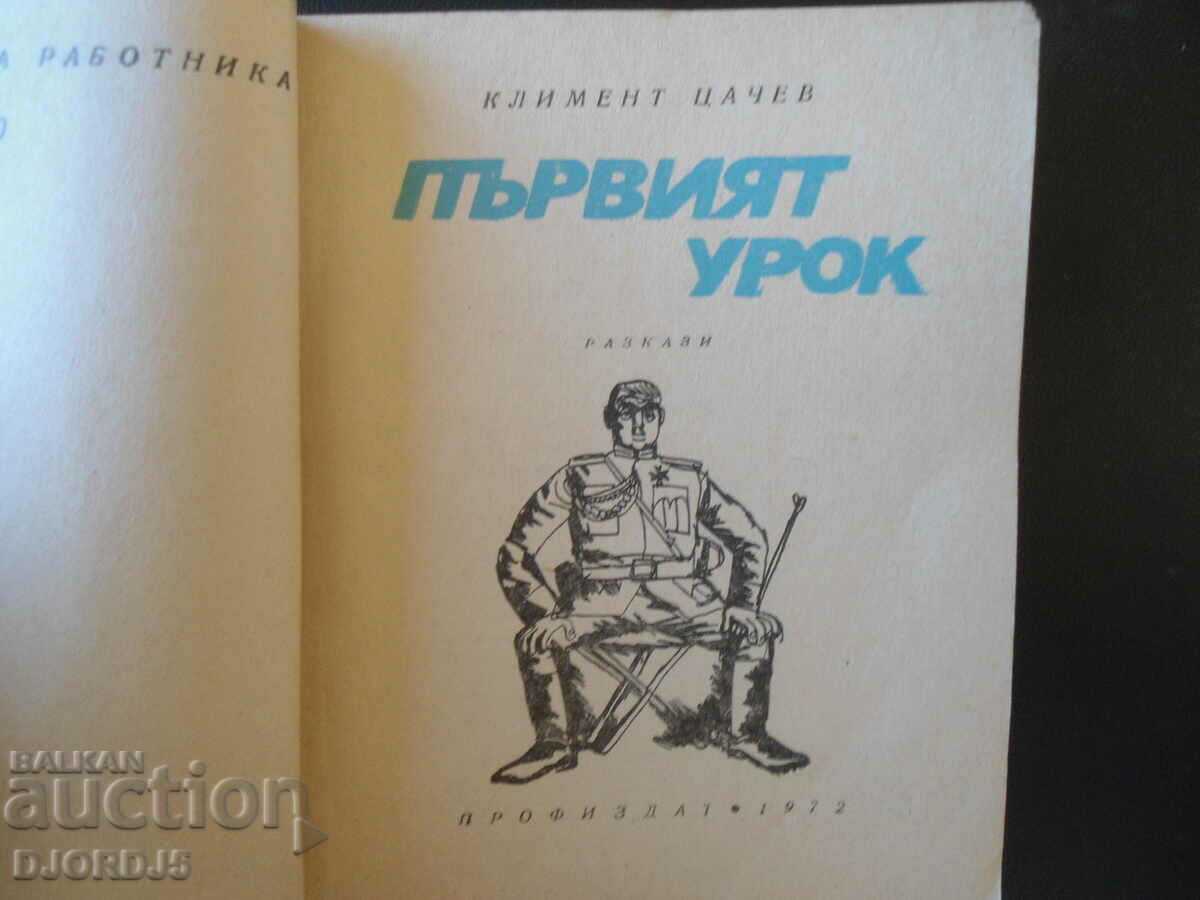 А РАБОТНИКА
КЛИМЕНТ ЦАЧЕВ
ПЪРВИЯТ
УРОК
РАЗКАЗИ
ПРОФИЗДАТ * 1972
BALKAN
auction
DJORDJ5